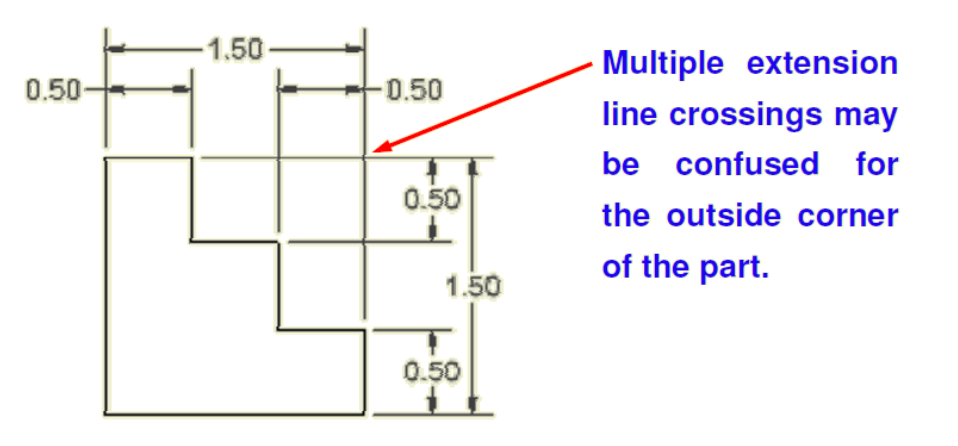 1.50
0.50
0.50
0.50
1.50
0.50
Multiple extension
line crossings may
be confused for
the outside corner
of the part.